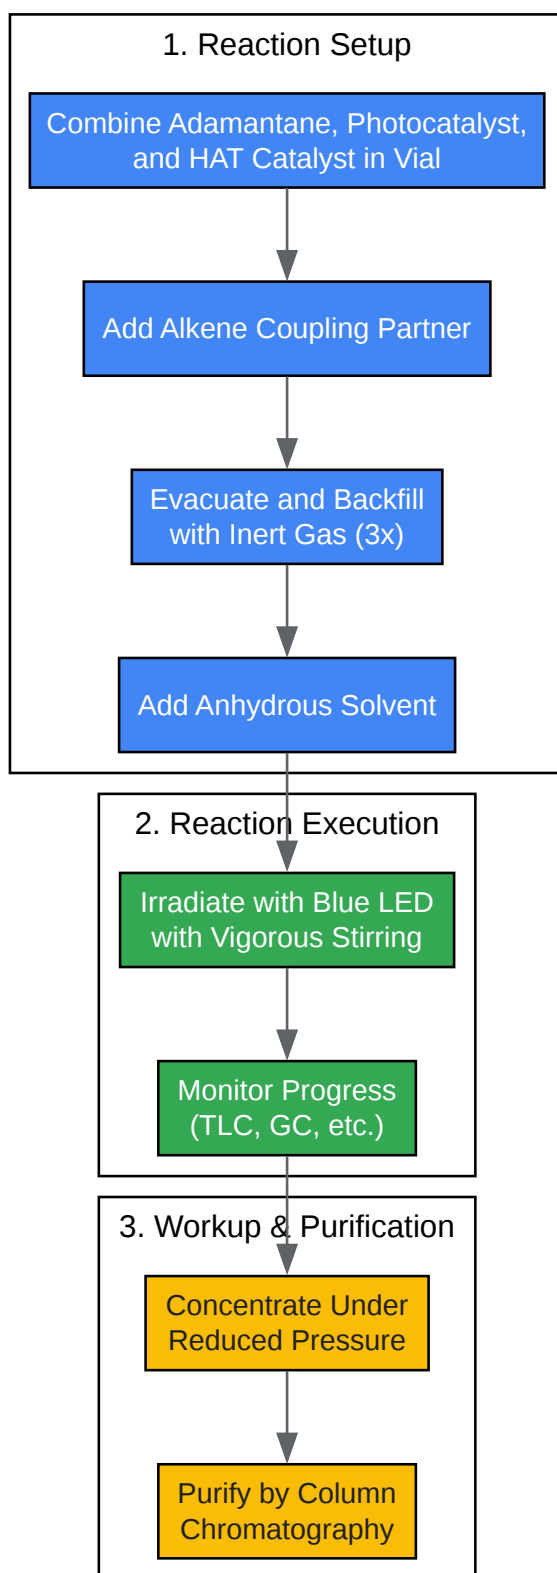 1. Reaction Setup
Combine Adamantane, Photocatalyst,
and HAT Catalyst in Vial
Add Alkene Coupling Partner
Evacuate and Backfill
with Inert Gas (3x)
Add Anhydrous Solvent
2. Reaction Execution
Irradiate with Blue LED
with Vigorous Stirring
Monitor Progress
(TLC, GC, etc.)
3. Workup & Purification
Concentrate Under
Reduced Pressure
Purify by Column
Chromatography